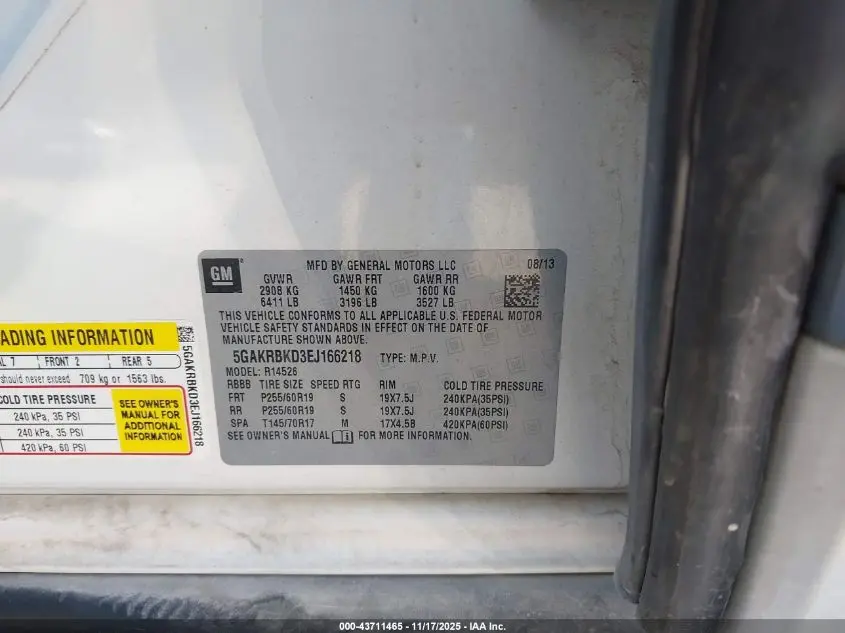 GM
MFD BY GENERAL MOTORS LLC 08/13
GVWR GAWR FRT GAWR RR
2908 KG 1450 KG 1600 KG
6411 LB 3196 LB 3527 LB
THIS VEHICLE CONFORMS TO ALL APPLICABLE U.S. FEDERAL MOTOR
VEHICLE SAFETY STANDARDS IN EFFECT ON THE DATE OF
MANUFACTURE SHOWN ABOVE.
5GAKRBKD3EJ166218 TYPE: M.P.V.
MODEL: R14526
RBBB TIRE SIZE SPEED RTG RIM COLD TIRE PRESSURE
FRT P255/60R19 S 19X7.5J 240KPA(35PSI)
RR P255/60R19 S 19X7.5J 240KPA(35PSI)
SPA T145/70R17 M 17X4.5B 420KPA(60PSI)
SEE OWNER'S MANUAL FOR MORE INFORMATION.
ADING INFORMATION
AL 7 FRONT 2 REAR 5
should never exceed 709 kg or 1563 lbs.
COLD TIRE PRESSURE
240 kPa, 35 PSI
240 kPa, 35 PSI
420 kPa, 60 PSI
SEE OWNER'S
MANUAL FOR
ADDITIONAL
INFORMATION
5GAKRBKD3EJ166218
000-43711465 - 11/17/2025 - Copyright © 2025 IAA, Inc.